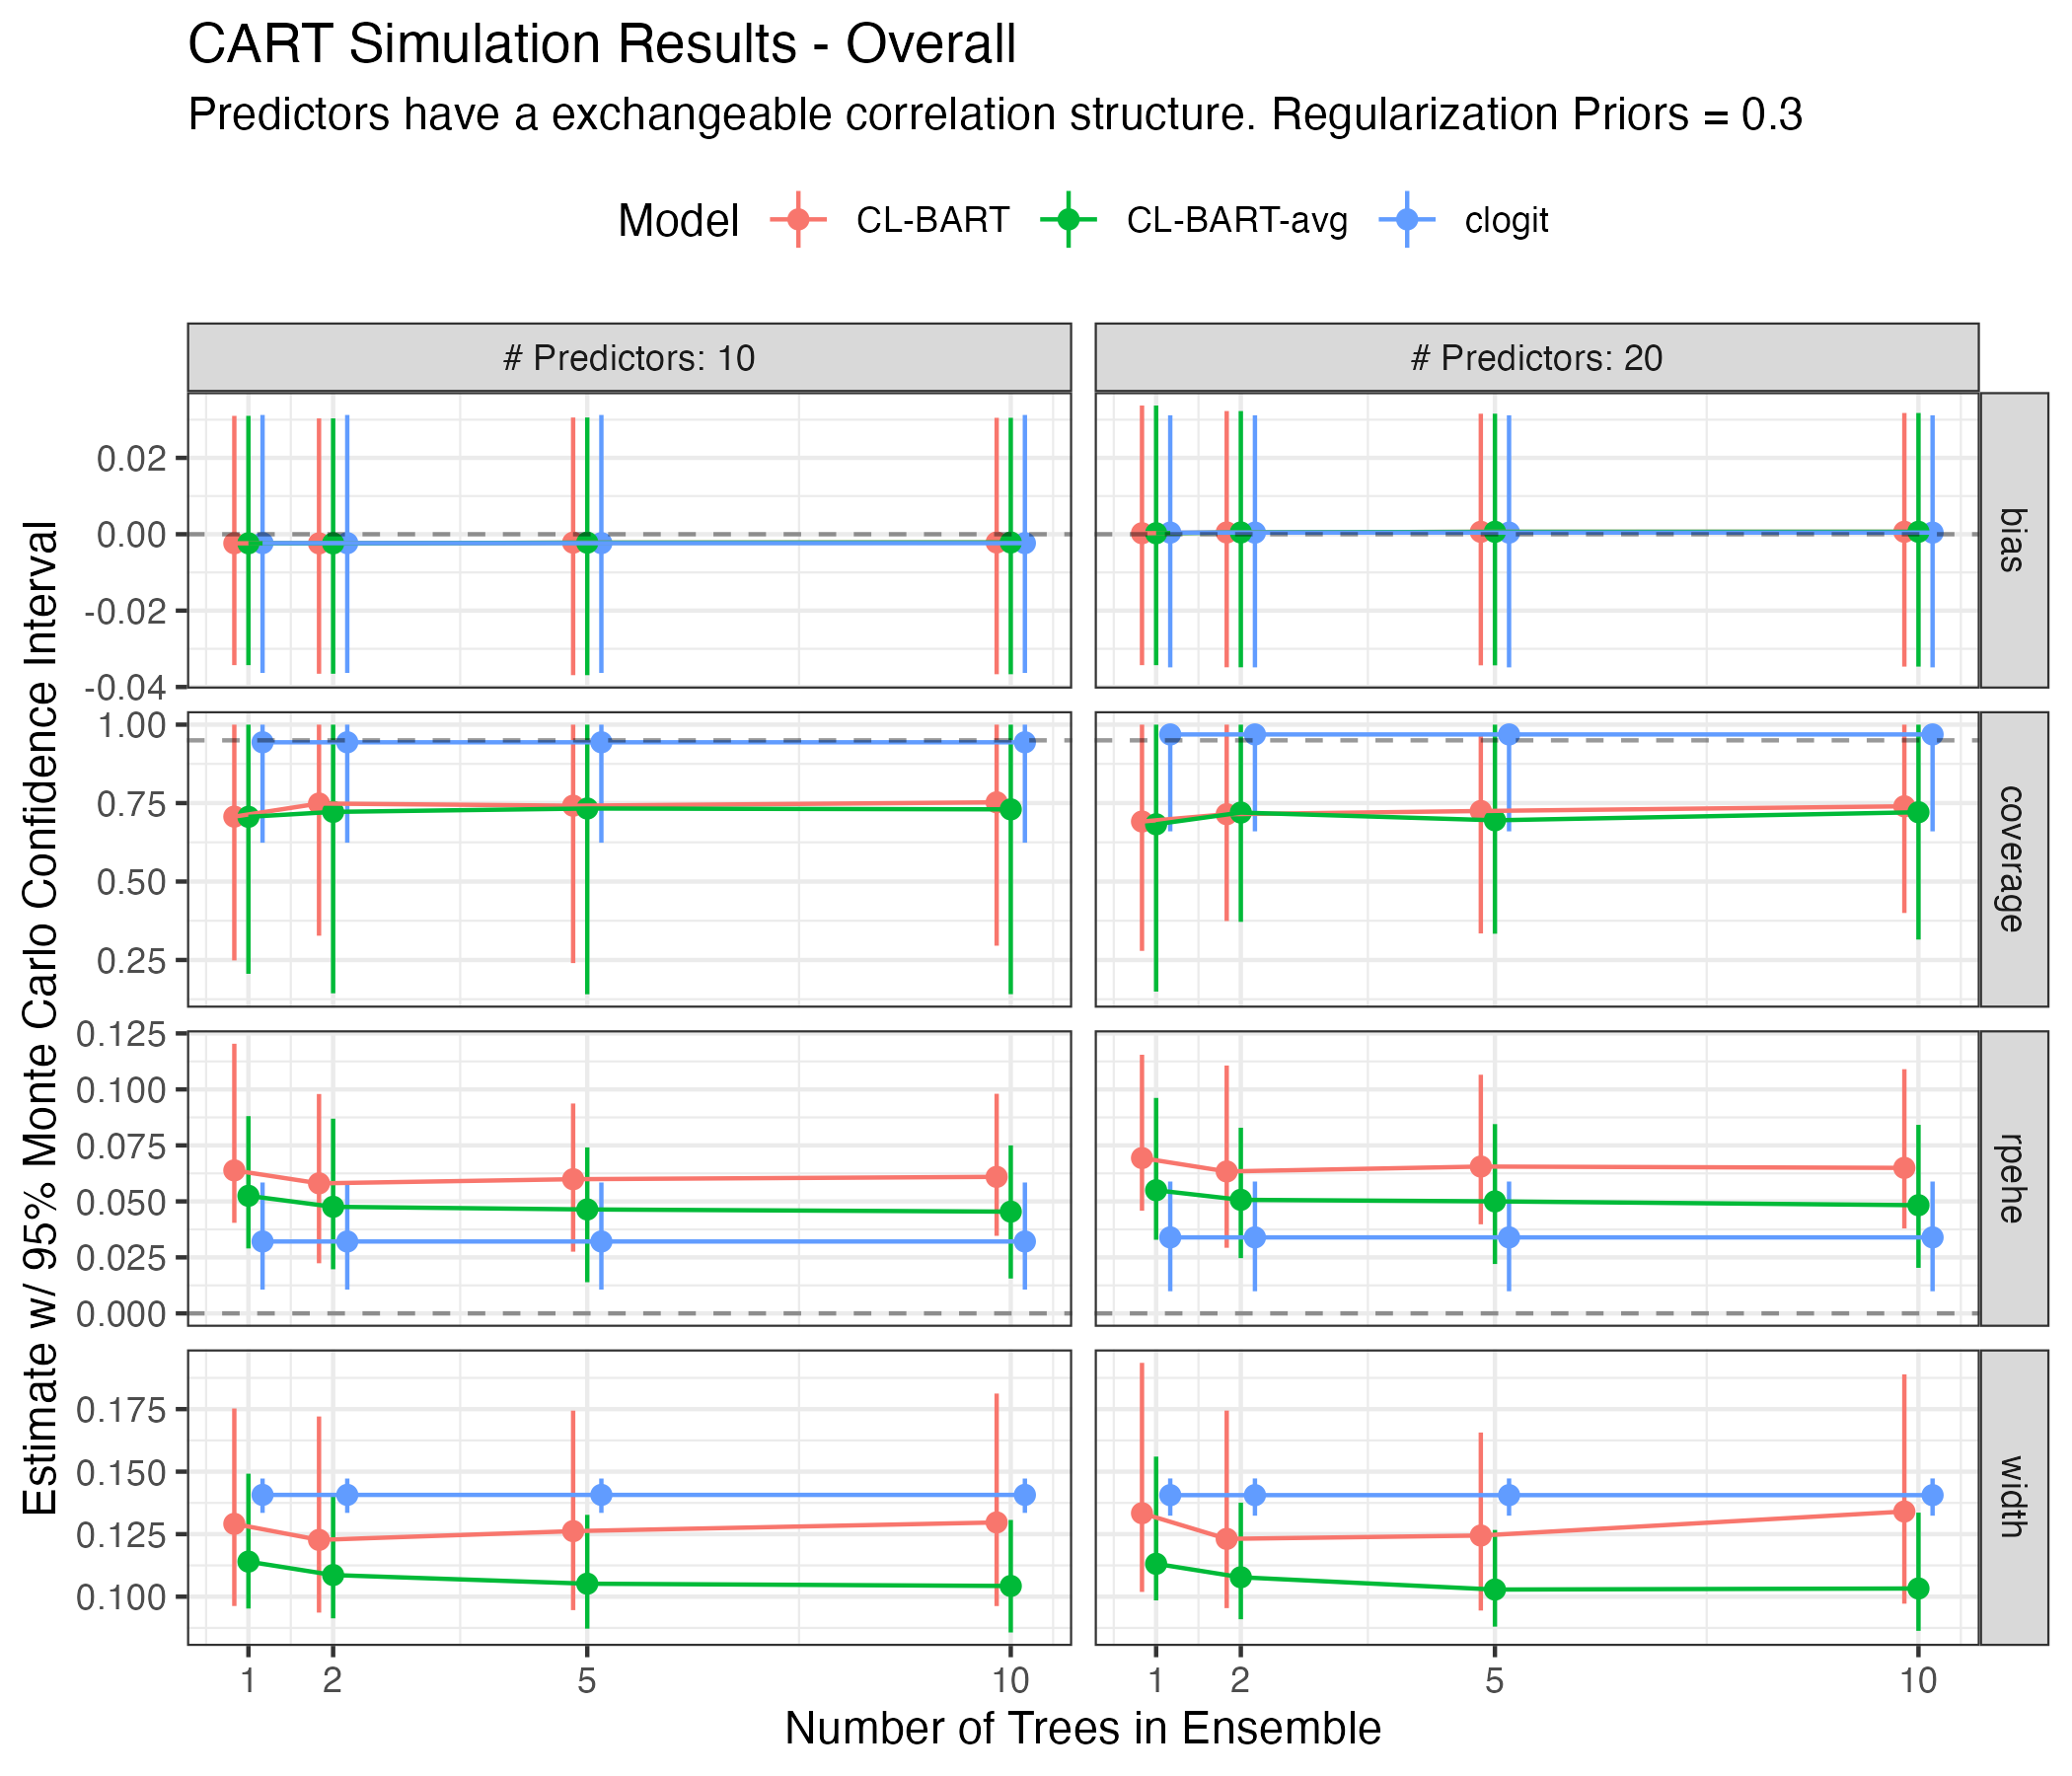 CART Simulation Results - Overall
Predictors have a exchangeable correlation structure. Regularization Priors = 0.3
Model CL-BART CL-BART-avg clogit
# Predictors: 10
# Predictors: 20
Estimate w/ 95% Monte Carlo Confidence Interval
0.02
0.00
-0.02
-0.04
bias
1.00
0.75
0.50
0.25
coverage
0.125
0.100
0.075
0.050
0.025
0.000
rpehe
0.175
0.150
0.125
0.100
width
1 2 5 10
1 2 5 10
Number of Trees in Ensemble